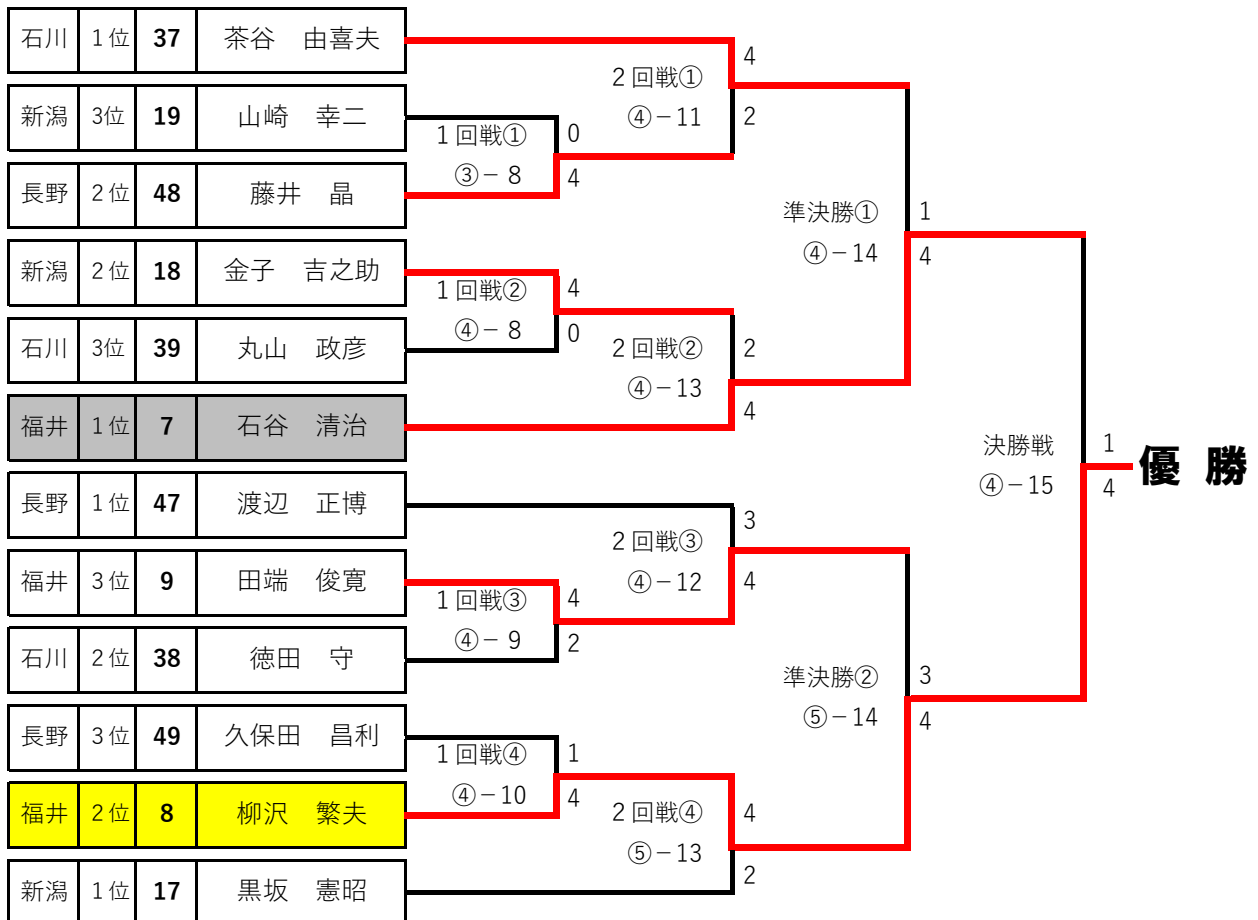 石川 1位 37 茶谷 由喜夫
新潟 3位 19 山崎 幸二
長野 2位 48 藤井 晶
新潟 2位 18 金子 吉之助
石川 3位 39 丸山 政彦
福井 1位 7 石谷 清治
長野 1位 47 渡辺 正博
福井 3位 9 田端 俊寛
石川 2位 38 徳田 守
長野 3位 49 久保田 昌利
福井 2位 8 柳沢 繁夫
新潟 1位 17 黒坂 憲昭
1回戦①
③－8
0
4
1回戦②
④－8
4
0
1回戦③
④－9
4
2
1回戦④
④－10
1
4
2回戦①
④－11
4
2
2回戦②
④－13
2
4
2回戦③
④－12
3
4
2回戦④
⑤－13
4
2
準決勝①
④－14
1
4
準決勝②
⑤－14
3
4
決勝戦
④－15
1
4
優 勝